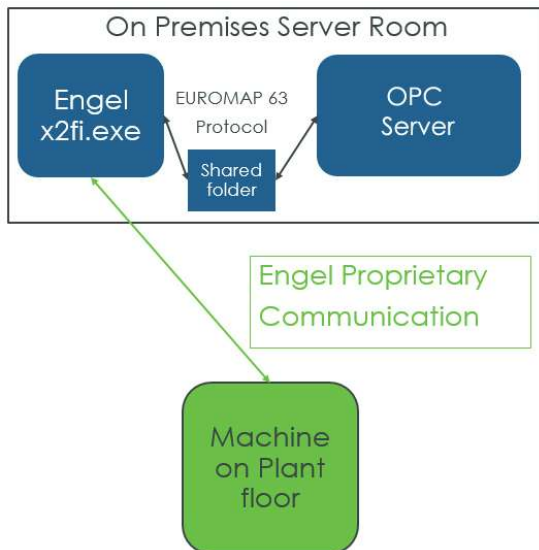 On Premises Server Room
Engel
x2fi.exe
EUROMAP 63
Protocol
Shared
folder
OPC
Server
Engel Proprietary
Communication
Machine
on Plant
floor